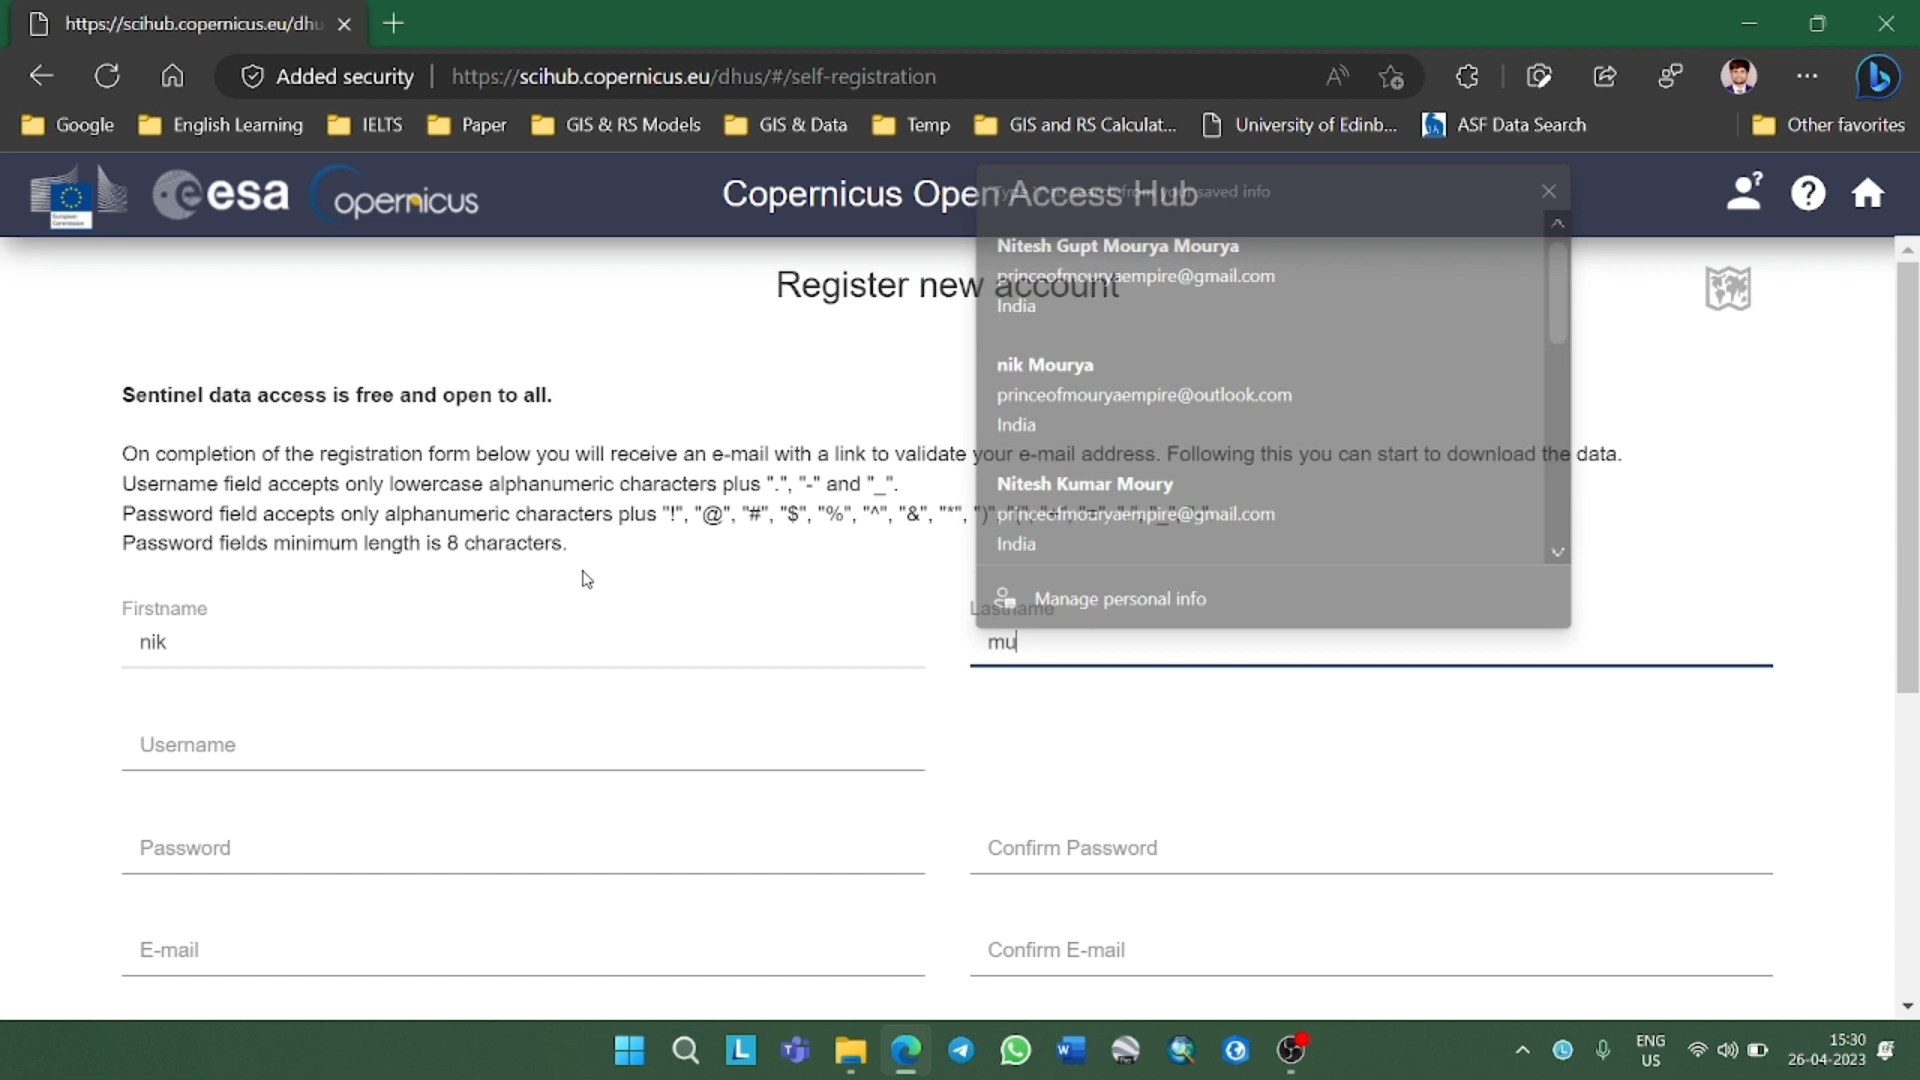 https://scihub.copernicus.eu/dhu
Added security
https://scihub.copernicus.eu/dhus/#/self-registration
Google
English Learning
IELTS
Paper
GIS & RS Models
GIS & Data
Temp
GIS and RS Calculat...
University of Edinb...
ASF Data Search
Other favorites
esa
opernicus
Copernicus Open Access Hub
saved info
Nitesh Gupt Mourya Mourya
princeofmouryaempire@gmail.com
India
Register new account
nik Mourya
princeofmouryaempire@outlook.com
India
Sentinel data access is free and open to all.
On completion of the registration form below you will receive an e-mail with a link to validate your e-mail address. Following this you can start to download the data.
Username field accepts only lowercase alphanumeric characters plus ".", "-" and "_".
Nitesh Kumar Moury
Password field accepts only alphanumeric characters plus "!", "@", "#", "$", "%", "^", "&", "*",
princeofmouryaempire@gmail.com
Password fields minimum length is 8 characters.
India
Manage personal info
Firstname
Lastname
nik
mu
Username
Password
Confirm Password
E-mail
Confirm E-mail
ENG
US
15:30
26-04-2023